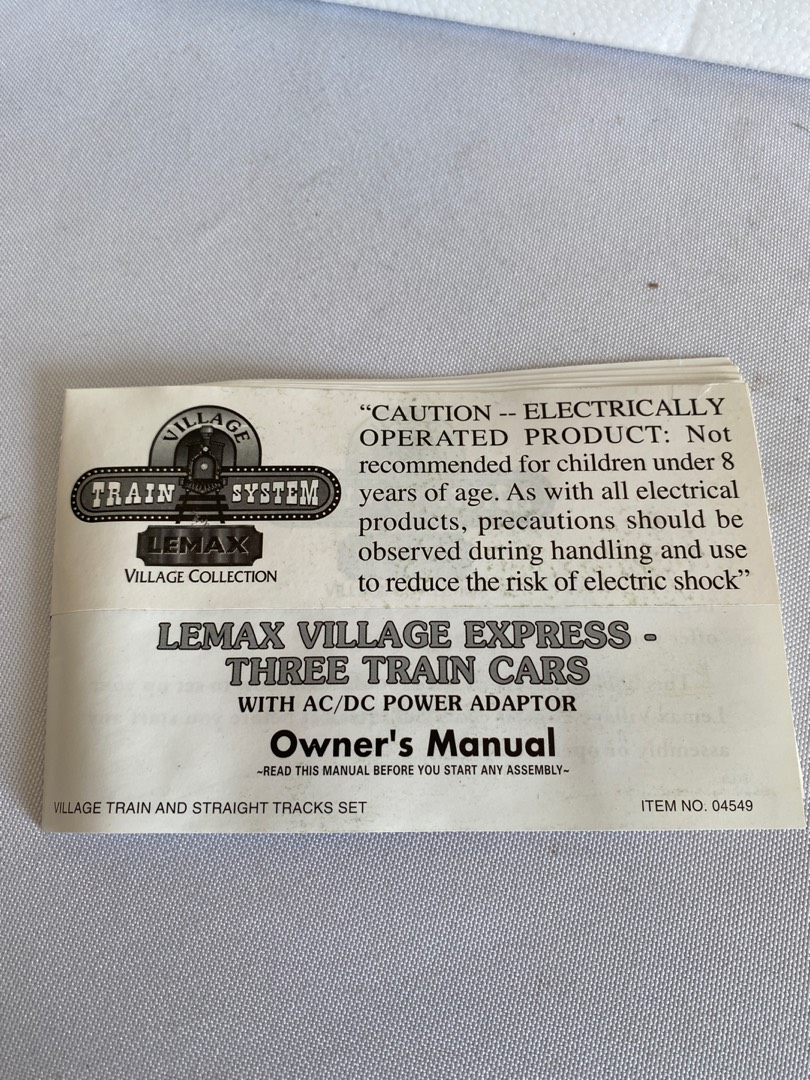 VILLAGE
TRAIN SYSTEM
by
LEMAX
VILLAGE COLLECTION
“CAUTION -- ELECTRICALLY
OPERATED PRODUCT: Not
recommended for children under 8
years of age. As with all electrical
products, precautions should be
observed during handling and use
to reduce the risk of electric shock”
LEMAX VILLAGE EXPRESS -
THREE TRAIN CARS
WITH AC/DC POWER ADAPTOR
Owner's Manual
~READ THIS MANUAL BEFORE YOU START ANY ASSEMBLY~
VILLAGE TRAIN AND STRAIGHT TRACKS SET
ITEM NO. 04549